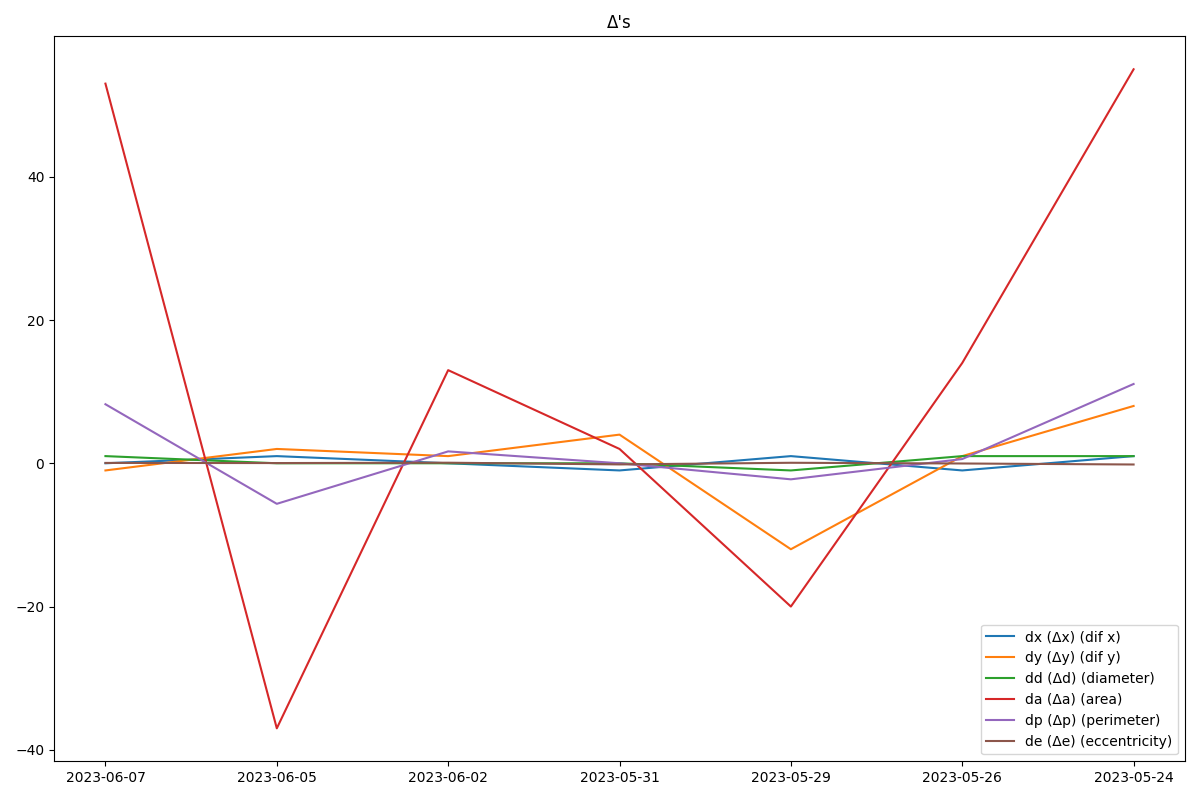 Δ's
40
20
0
−20
−40
2023-06-07 2023-06-05 2023-06-02 2023-05-31 2023-05-29 2023-05-26 2023-05-24
dx (Δx) (dif x)
dy (Δy) (dif y)
dd (Δd) (diameter)
da (Δa) (area)
dp (Δp) (perimeter)
de (Δe) (eccentricity)